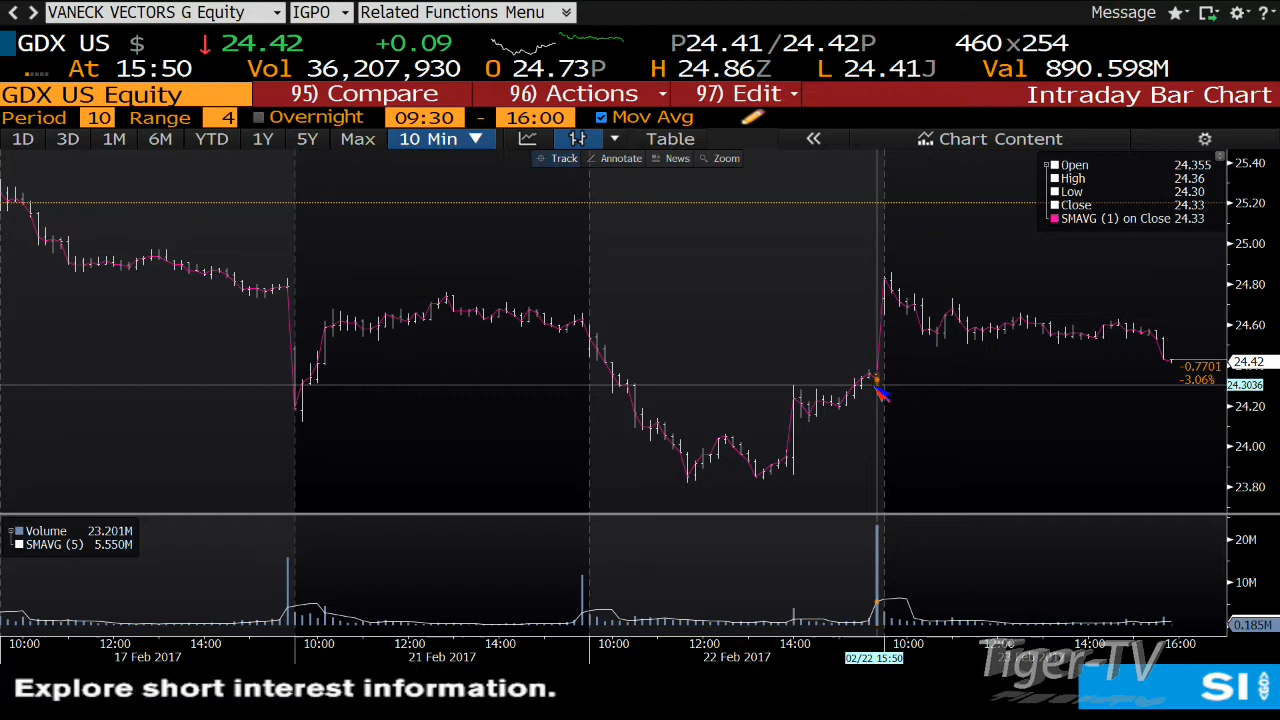 VANECK VECTORS G Equity IGPO Related Functions Menu Message ?
GDX US $ ↓ 24.42 +0.09 P24.41/24.42P 460x254
At 15:50 Vol 36,207,930 O 24.73P H 24.86Z L 24.41J Val 890.598M
GDX US Equity 95) Compare 96) Actions 97) Edit Intraday Bar Chart
Period 10 Range 4 Overnight 09:30 - 16:00 Mov Avg
1D 3D 1M 6M YTD 1Y 5Y Max 10 Min ▼ Table « Chart Content
Track Annotate News Zoom
Open 24.355
High 24.36
Low 24.30
Close 24.33
SMAVG (1) on Close 24.33
25.40
25.20
25.00
24.80
24.60
24.42
-0.7701
-3.06%
24.3036
24.20
24.00
23.80
Volume 23.201M
SMAVG (5) 5.550M
20M
10M
0.185M
10:00 12:00 14:00 10:00 12:00 14:00 10:00 12:00 14:00 10:00 12:00 14:00 16:00
17 Feb 2017 21 Feb 2017 22 Feb 2017 02/22 15:50 23 Feb 2017
Tiger-TV
Explore short interest information. SI